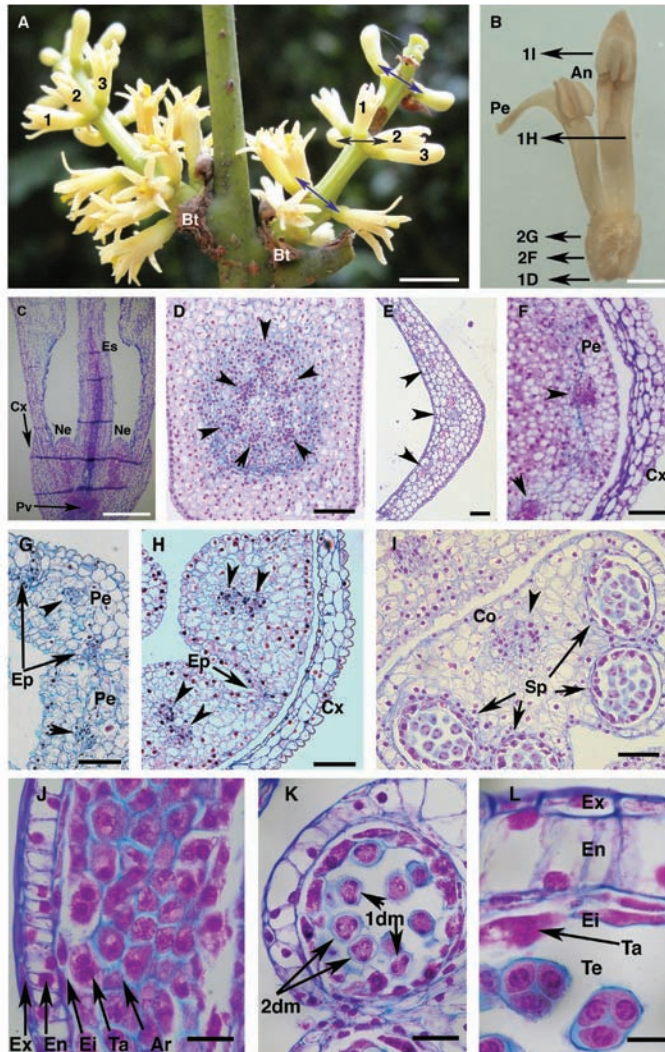 A
1 2 3
1 2 3
Bt
Bt
B
1I
An
Pe
1H
2G
2F
1D
C
Es
Cx
Ne Ne
Pv
D
E
F
Pe
Cx
G
Pe
Ep
Pe
H
Ep
Cx
I
Co
Sp
J
Ex En Ei Ta Ar
K
1dm
2dm
L
Ex
En
Ei
Ta
Te